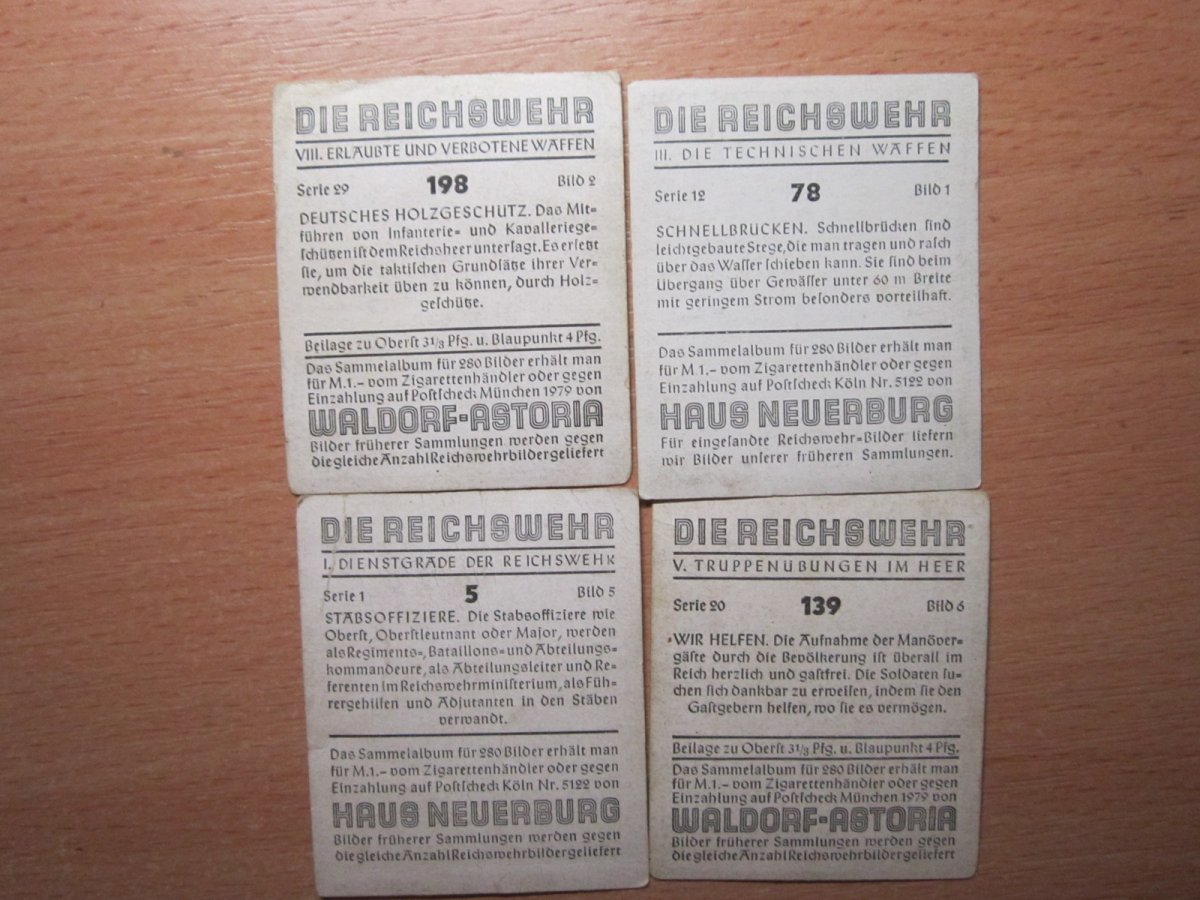 DIE REICHSWEHR
VIII. ERLAUBTE UND VERBOTENE WAFFEN
Serie 29 198 Bild 2
DEUTSCHES HOLZGESCHUTZ. Das Mit=
führen von Infanterie= und Kavalleriege=
ſchützen iſt dem Reichsheer unterſagt. Es erſetzt
ſie, um die taktiſchen Grundſätze ihrer Ver=
wendbarkeit üben zu können, durch Holz=
geſchütze.
Beilage zu Oberſt 3 1/3 Pfg. u. Blaupunkt 4 Pfg.
Das Sammelalbum für 280 Bilder erhält man
für M.1.– vom Zigarettenhändler oder gegen
Einzahlung auf Poſtſcheck München 1979 von
WALDORF=ASTORIA
Bilder früherer Sammlungen werden gegen
die gleiche Anzahl Reichswehrbilder geliefert
DIE REICHSWEHR
III. DIE TECHNISCHEN WAFFEN
Serie 12 78 Bild 1
SCHNELLBRUCKEN. Schnellbrücken ſind
leichtgebaute Stege, die man tragen und raſch
über das Waſſer ſchieben kann. Sie ſind beim
Übergang über Gewäſſer unter 60 m Breite
mit geringem Strom beſonders vorteilhaft.
Das Sammelalbum für 280 Bilder erhält man
für M.1.– vom Zigarettenhändler oder gegen
Einzahlung auf Poſtſcheck Köln Nr. 5122 von
HAUS NEUERBURG
Für eingeſandte Reichswehr=Bilder liefern
wir Bilder unſerer früheren Sammlungen.
DIE REICHSWEHR
I. DIENSTGRADE DER REICHSWEHR
Serie 1 5 Bild 5
STABSOFFIZIERE. Die Stabsoffiziere wie
Oberſt, Oberſtleutnant oder Major, werden
als Regiments=, Bataillons= und Abteilungs=
kommandeure, als Abteilungsleiter und Re=
ferenten im Reichswehrminiſterium, als Füh=
rergehilfen und Adjutanten in den Stäben
verwandt.
Das Sammelalbum für 280 Bilder erhält man
für M.1.– vom Zigarettenhändler oder gegen
Einzahlung auf Poſtſcheck Köln Nr. 5122 von
HAUS NEUERBURG
Bilder früherer Sammlungen werden gegen
die gleiche Anzahl Reichswehrbilder geliefert
DIE REICHSWEHR
V. TRUPPENUBUNGEN IM HEER
Serie 20 139 Bild 6
WIR HELFEN. Die Aufnahme der Manöver=
gäſte durch die Bevölkerung iſt überall im
Reich herzlich und gaſtfrei. Die Soldaten ſu=
chen ſich dankbar zu erweiſen, indem ſie den
Gaſtgebern helfen, wo ſie es vermögen.
Beilage zu Oberſt 3 1/3 Pfg. u. Blaupunkt 4 Pfg.
Das Sammelalbum für 280 Bilder erhält man
für M.1.– vom Zigarettenhändler oder gegen
Einzahlung auf Poſtſcheck München 1979 von
WALDORF=ASTORIA
Bilder früherer Sammlungen werden gegen
die gleiche Anzahl Reichswehrbilder geliefert